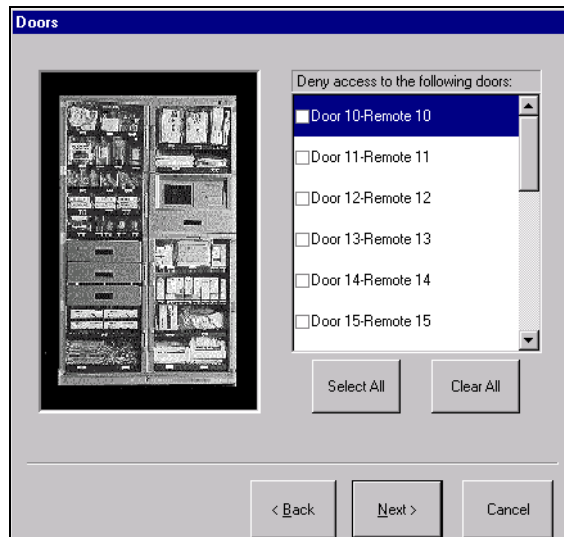 Doors
Deny access to the following doors:
Door 10-Remote 10
Door 11-Remote 11
Door 12-Remote 12
Door 13-Remote 13
Door 14-Remote 14
Door 15-Remote 15
Select All Clear All
< Back Next > Cancel